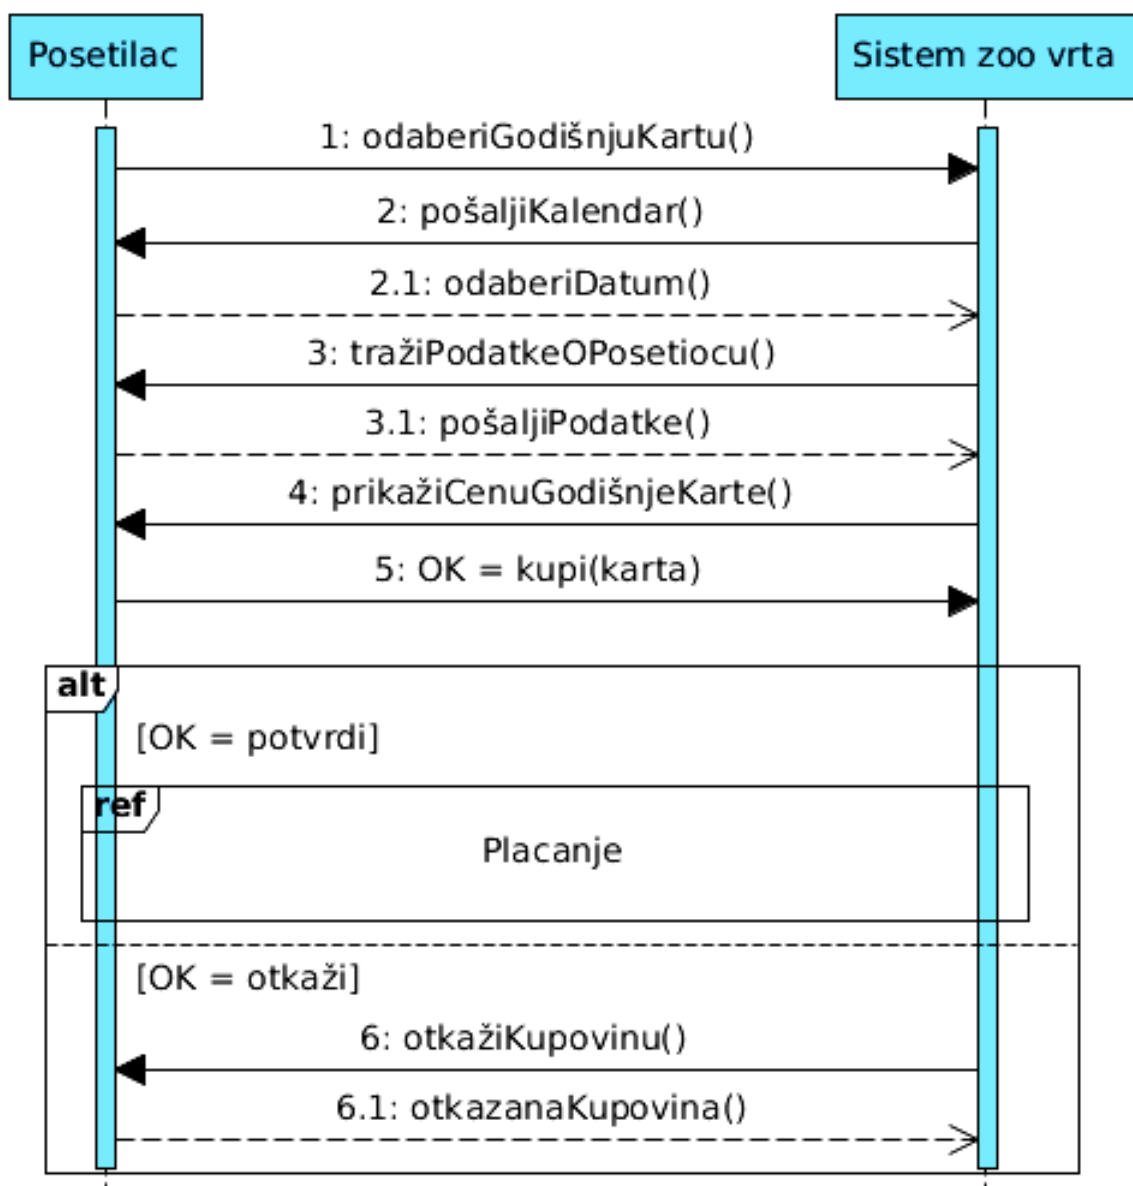 Posetilac
Sistem zoo vrta
1: odaberiGodišnjuKartu()
2: pošaljiKalendar()
2.1: odaberiDatum()
3: tražiPodatkeOPosetiocu()
3.1: pošaljiPodatke()
4: prikažiCenuGodišnjeKarte()
5: OK = kupi(karta)
alt
[OK = potvrdi]
ref
Placanje
[OK = otkaži]
6: otkažiKupovinu()
6.1: otkazanaKupovina()